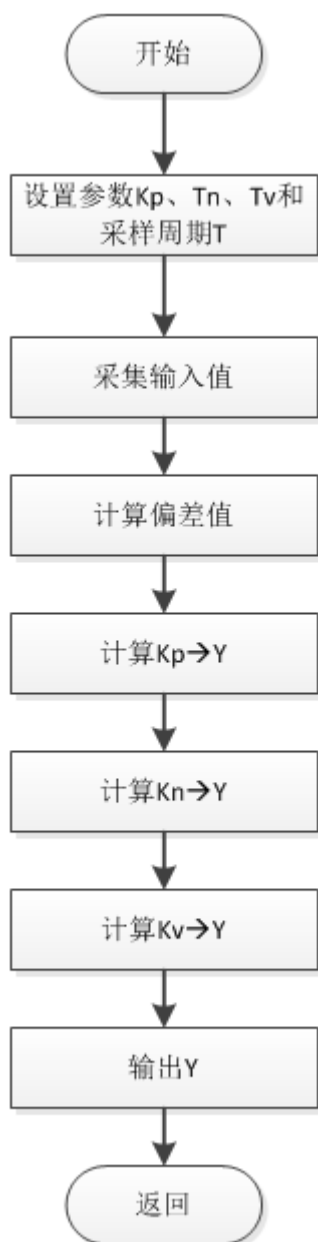 开始
设置参数Kp、Tn、Tv和
采样周期T
采集输入值
计算偏差值
计算Kp→Y
计算Kn→Y
计算Kv→Y
输出Y
返回